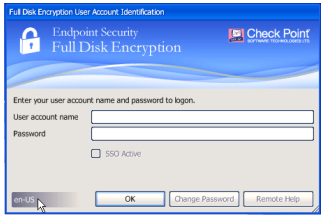 Full Disk Encryption User Account Identification
Endpoint Security
Full Disk Encryption
Check Point
SOFTWARE TECHNOLOGIES LTD.
Enter your user account name and password to logon.
User account name
Password
SSO Active
en-US
OK
Change Password
Remote Help